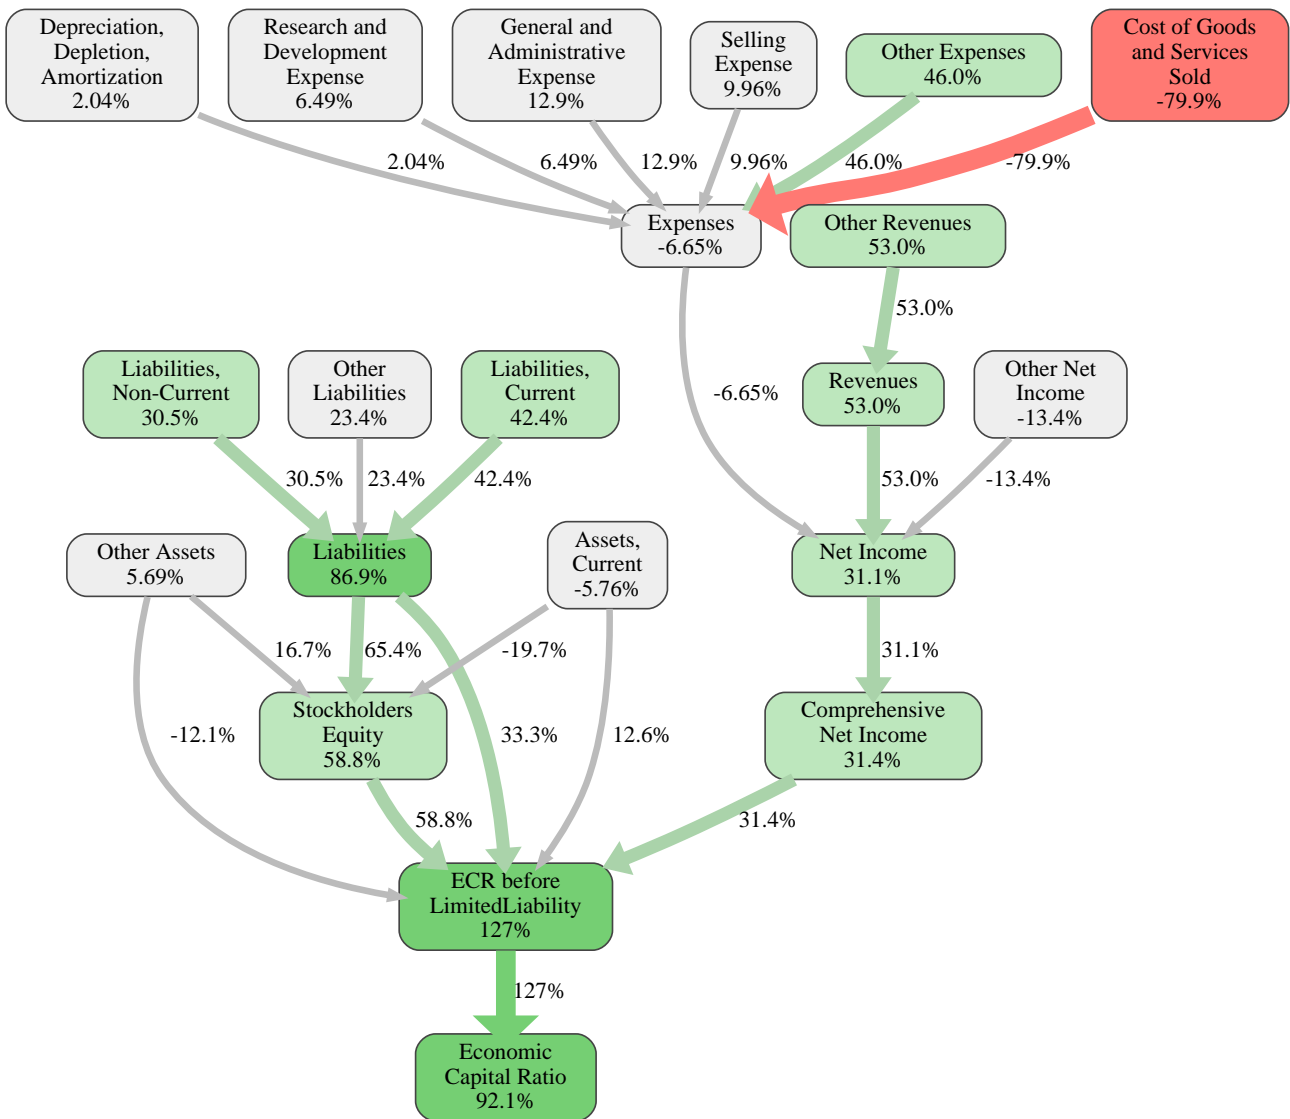 Depreciation,
Depletion,
Amortization
2.04%
Research and
Development
Expense
6.49%
General and
Administrative
Expense
12.9%
Selling
Expense
9.96%
Other Expenses
46.0%
Cost of Goods
and Services
Sold
-79.9%
2.04%
6.49%
12.9%
9.96%
46.0%
-79.9%
Expenses
-6.65%
Other Revenues
53.0%
53.0%
Liabilities,
Non-Current
30.5%
Other
Liabilities
23.4%
Liabilities,
Current
42.4%
-6.65%
Revenues
53.0%
Other Net
Income
-13.4%
30.5%
23.4%
42.4%
53.0%
-13.4%
Other Assets
5.69%
Liabilities
86.9%
Assets,
Current
-5.76%
Net Income
31.1%
16.7%
65.4%
-19.7%
31.1%
-12.1%
Stockholders
Equity
58.8%
33.3%
12.6%
Comprehensive
Net Income
31.4%
58.8%
31.4%
ECR before
LimitedLiability
127%
127%
Economic
Capital Ratio
92.1%